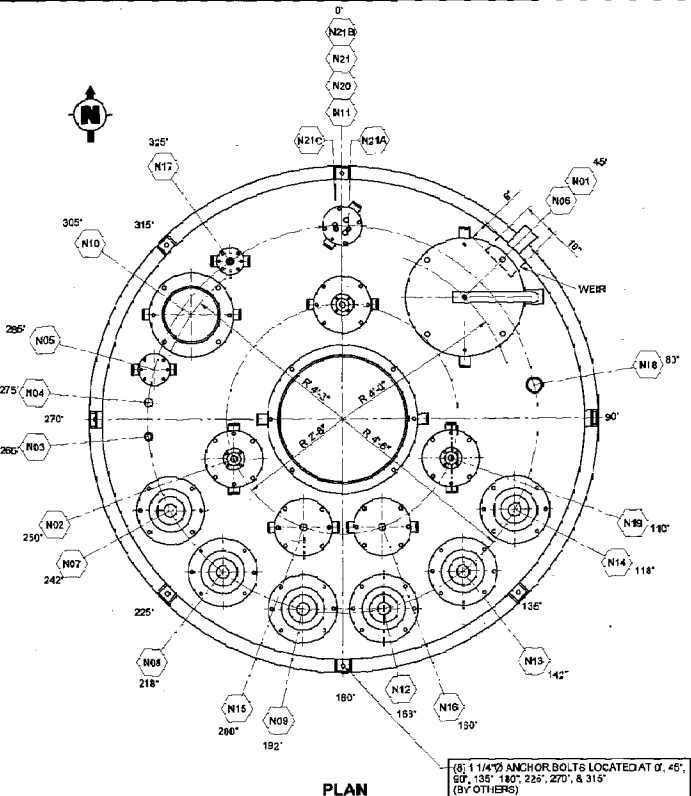 0'
N21B
N21
N20
N11
N21C
N21A
N
325'
N17
45'
N01
N06
6"
18"
305'
315'
N10
WEIR
285'
N05
N18
80'
275'
N04
R 4'-3"
270'
90'
N03
R 2'-8"
R 4'-6"
N02
250'
N19
110'
N07
242'
N14
118"
225'
135'
N08
218°
N13
142"
N15
200"
N09
192'
180'
N12
168°
N16
160'
(8) 1 1/4"Ø ANCHOR BOLTS LOCATED AT 0', 45°,
90°, 135° 180°, 225°, 270°, & 315°
(BY OTHERS)
PLAN